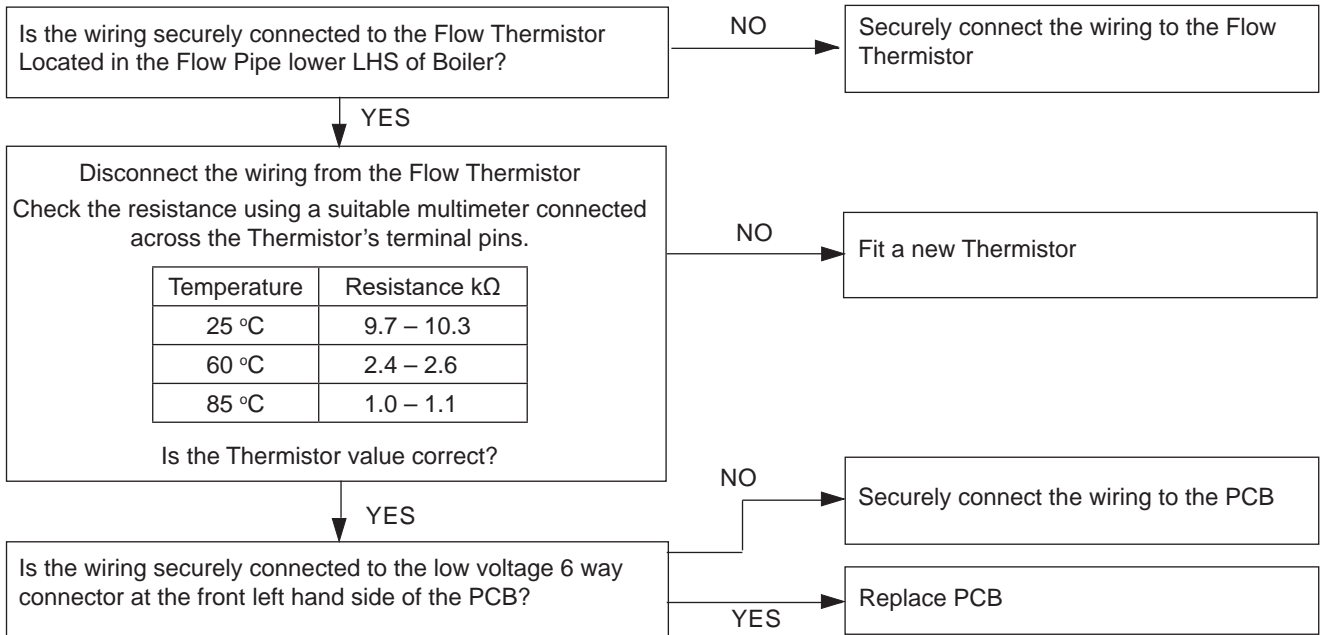 Is the wiring securely connected to the Flow Thermistor
Located in the Flow Pipe lower LHS of Boiler?
NO
Securely connect the wiring to the Flow
Thermistor
YES
Disconnect the wiring from the Flow Thermistor
Check the resistance using a suitable multimeter connected
across the Thermistor's terminal pins.
Temperature Resistance kΩ
25 ºC 9.7 – 10.3
60 ºC 2.4 – 2.6
85 ºC 1.0 – 1.1
Is the Thermistor value correct?
NO
Fit a new Thermistor
YES
Is the wiring securely connected to the low voltage 6 way
connector at the front left hand side of the PCB?
NO
Securely connect the wiring to the PCB
YES
Replace PCB